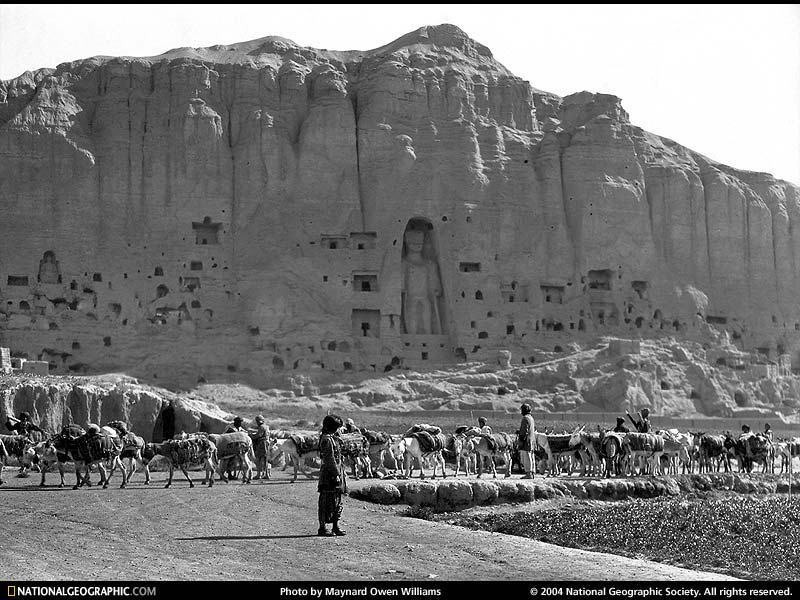 NATIONALGEOGRAPHIC.COM Photo by Maynard Owen Williams © 2004 National Geographic Society. All rights reserved.